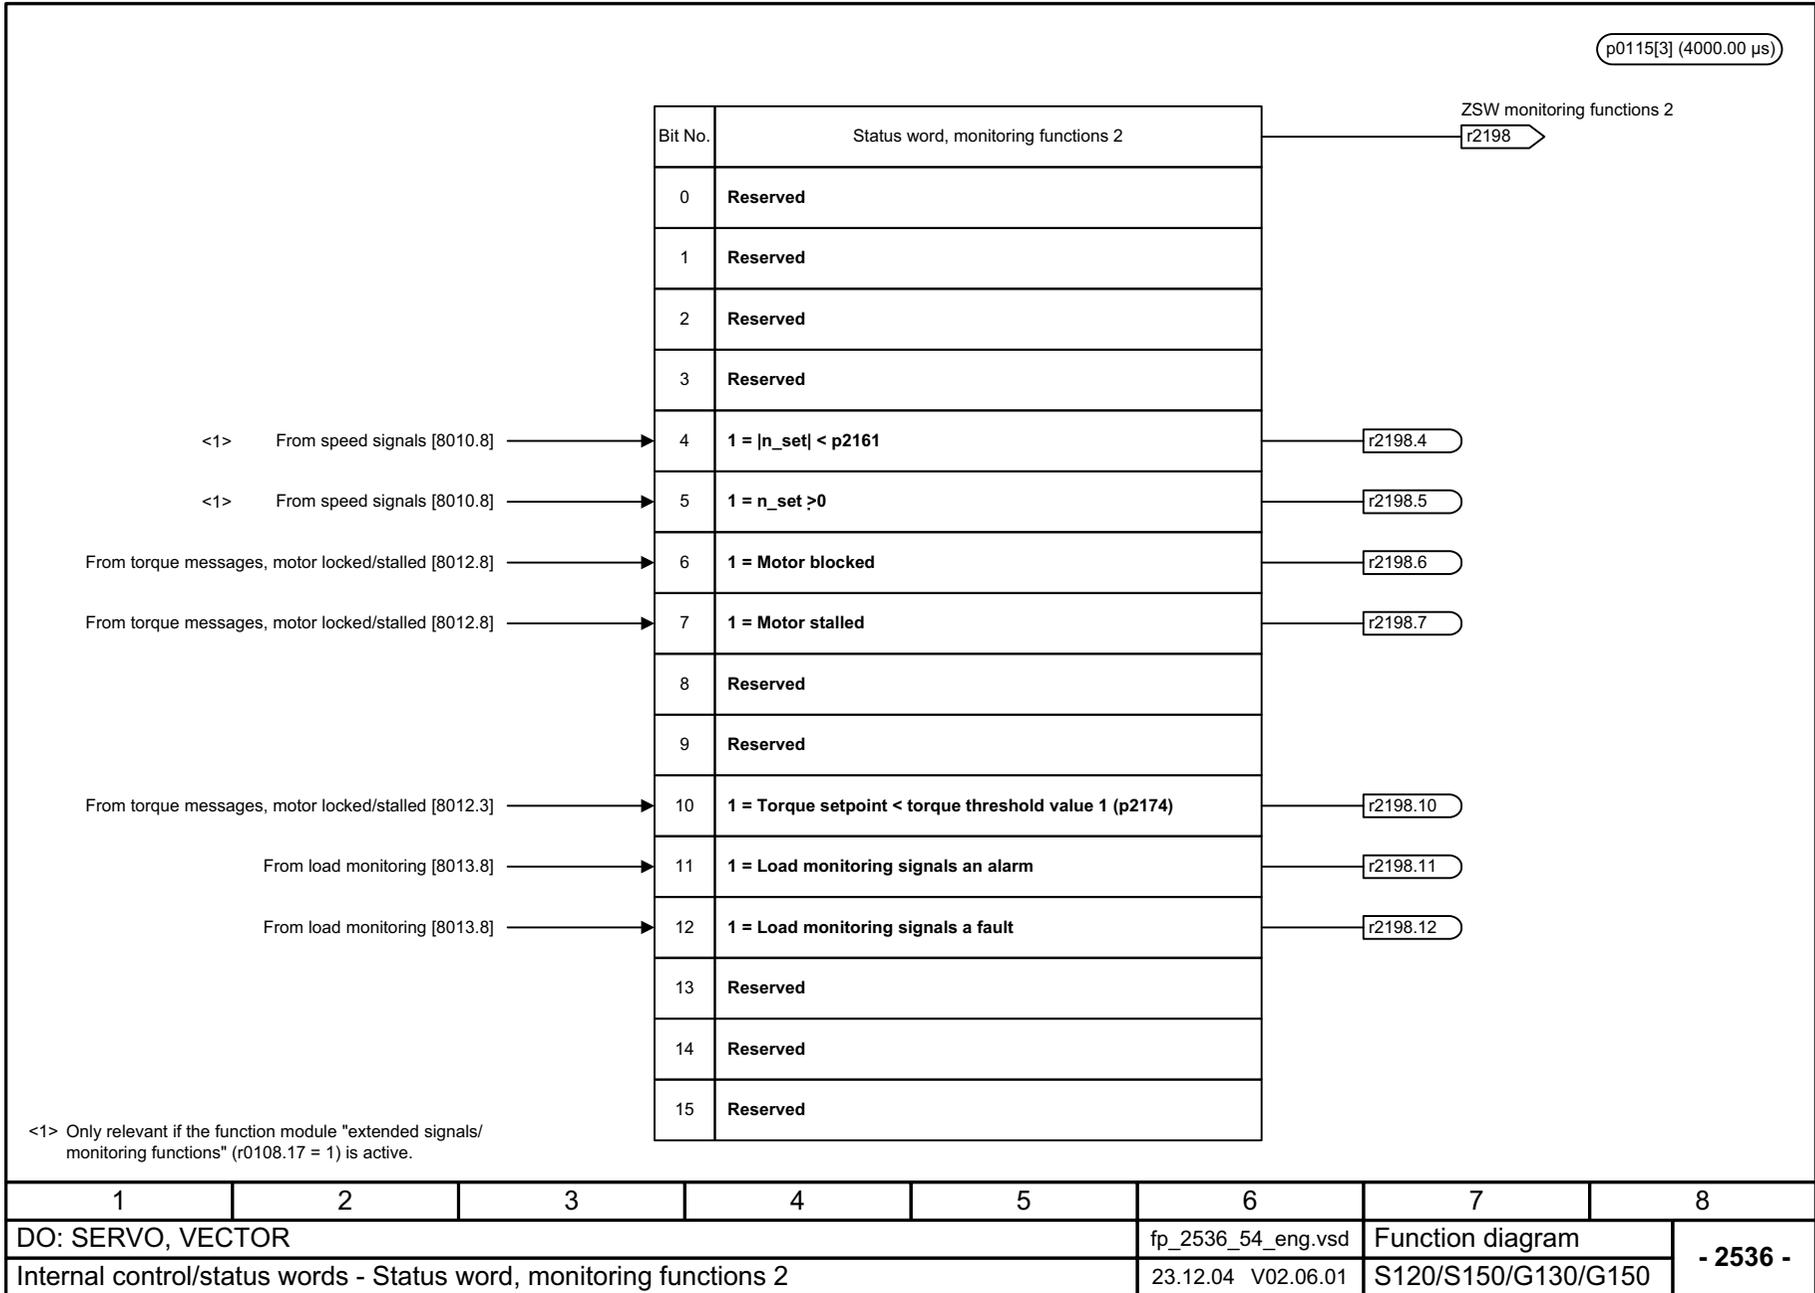 p0115[3] (4000.00 µs)
ZSW monitoring functions 2
Bit No. Status word, monitoring functions 2 r2198
0 Reserved
1 Reserved
2 Reserved
3 Reserved
<1> From speed signals [8010.8] 4 1 = |n_set| < p2161 r2198.4
<1> From speed signals [8010.8] 5 1 = n_set >0 r2198.5
From torque messages, motor locked/stalled [8012.8] 6 1 = Motor blocked r2198.6
From torque messages, motor locked/stalled [8012.8] 7 1 = Motor stalled r2198.7
8 Reserved
9 Reserved
From torque messages, motor locked/stalled [8012.3] 10 1 = Torque setpoint < torque threshold value 1 (p2174) r2198.10
From load monitoring [8013.8] 11 1 = Load monitoring signals an alarm r2198.11
From load monitoring [8013.8] 12 1 = Load monitoring signals a fault r2198.12
13 Reserved
14 Reserved
15 Reserved
<1> Only relevant if the function module "extended signals/
monitoring functions" (r0108.17 = 1) is active.
1 2 3 4 5 6 7 8
DO: SERVO, VECTOR fp_2536_54_eng.vsd Function diagram - 2536 -
Internal control/status words - Status word, monitoring functions 2 23.12.04 V02.06.01 S120/S150/G130/G150